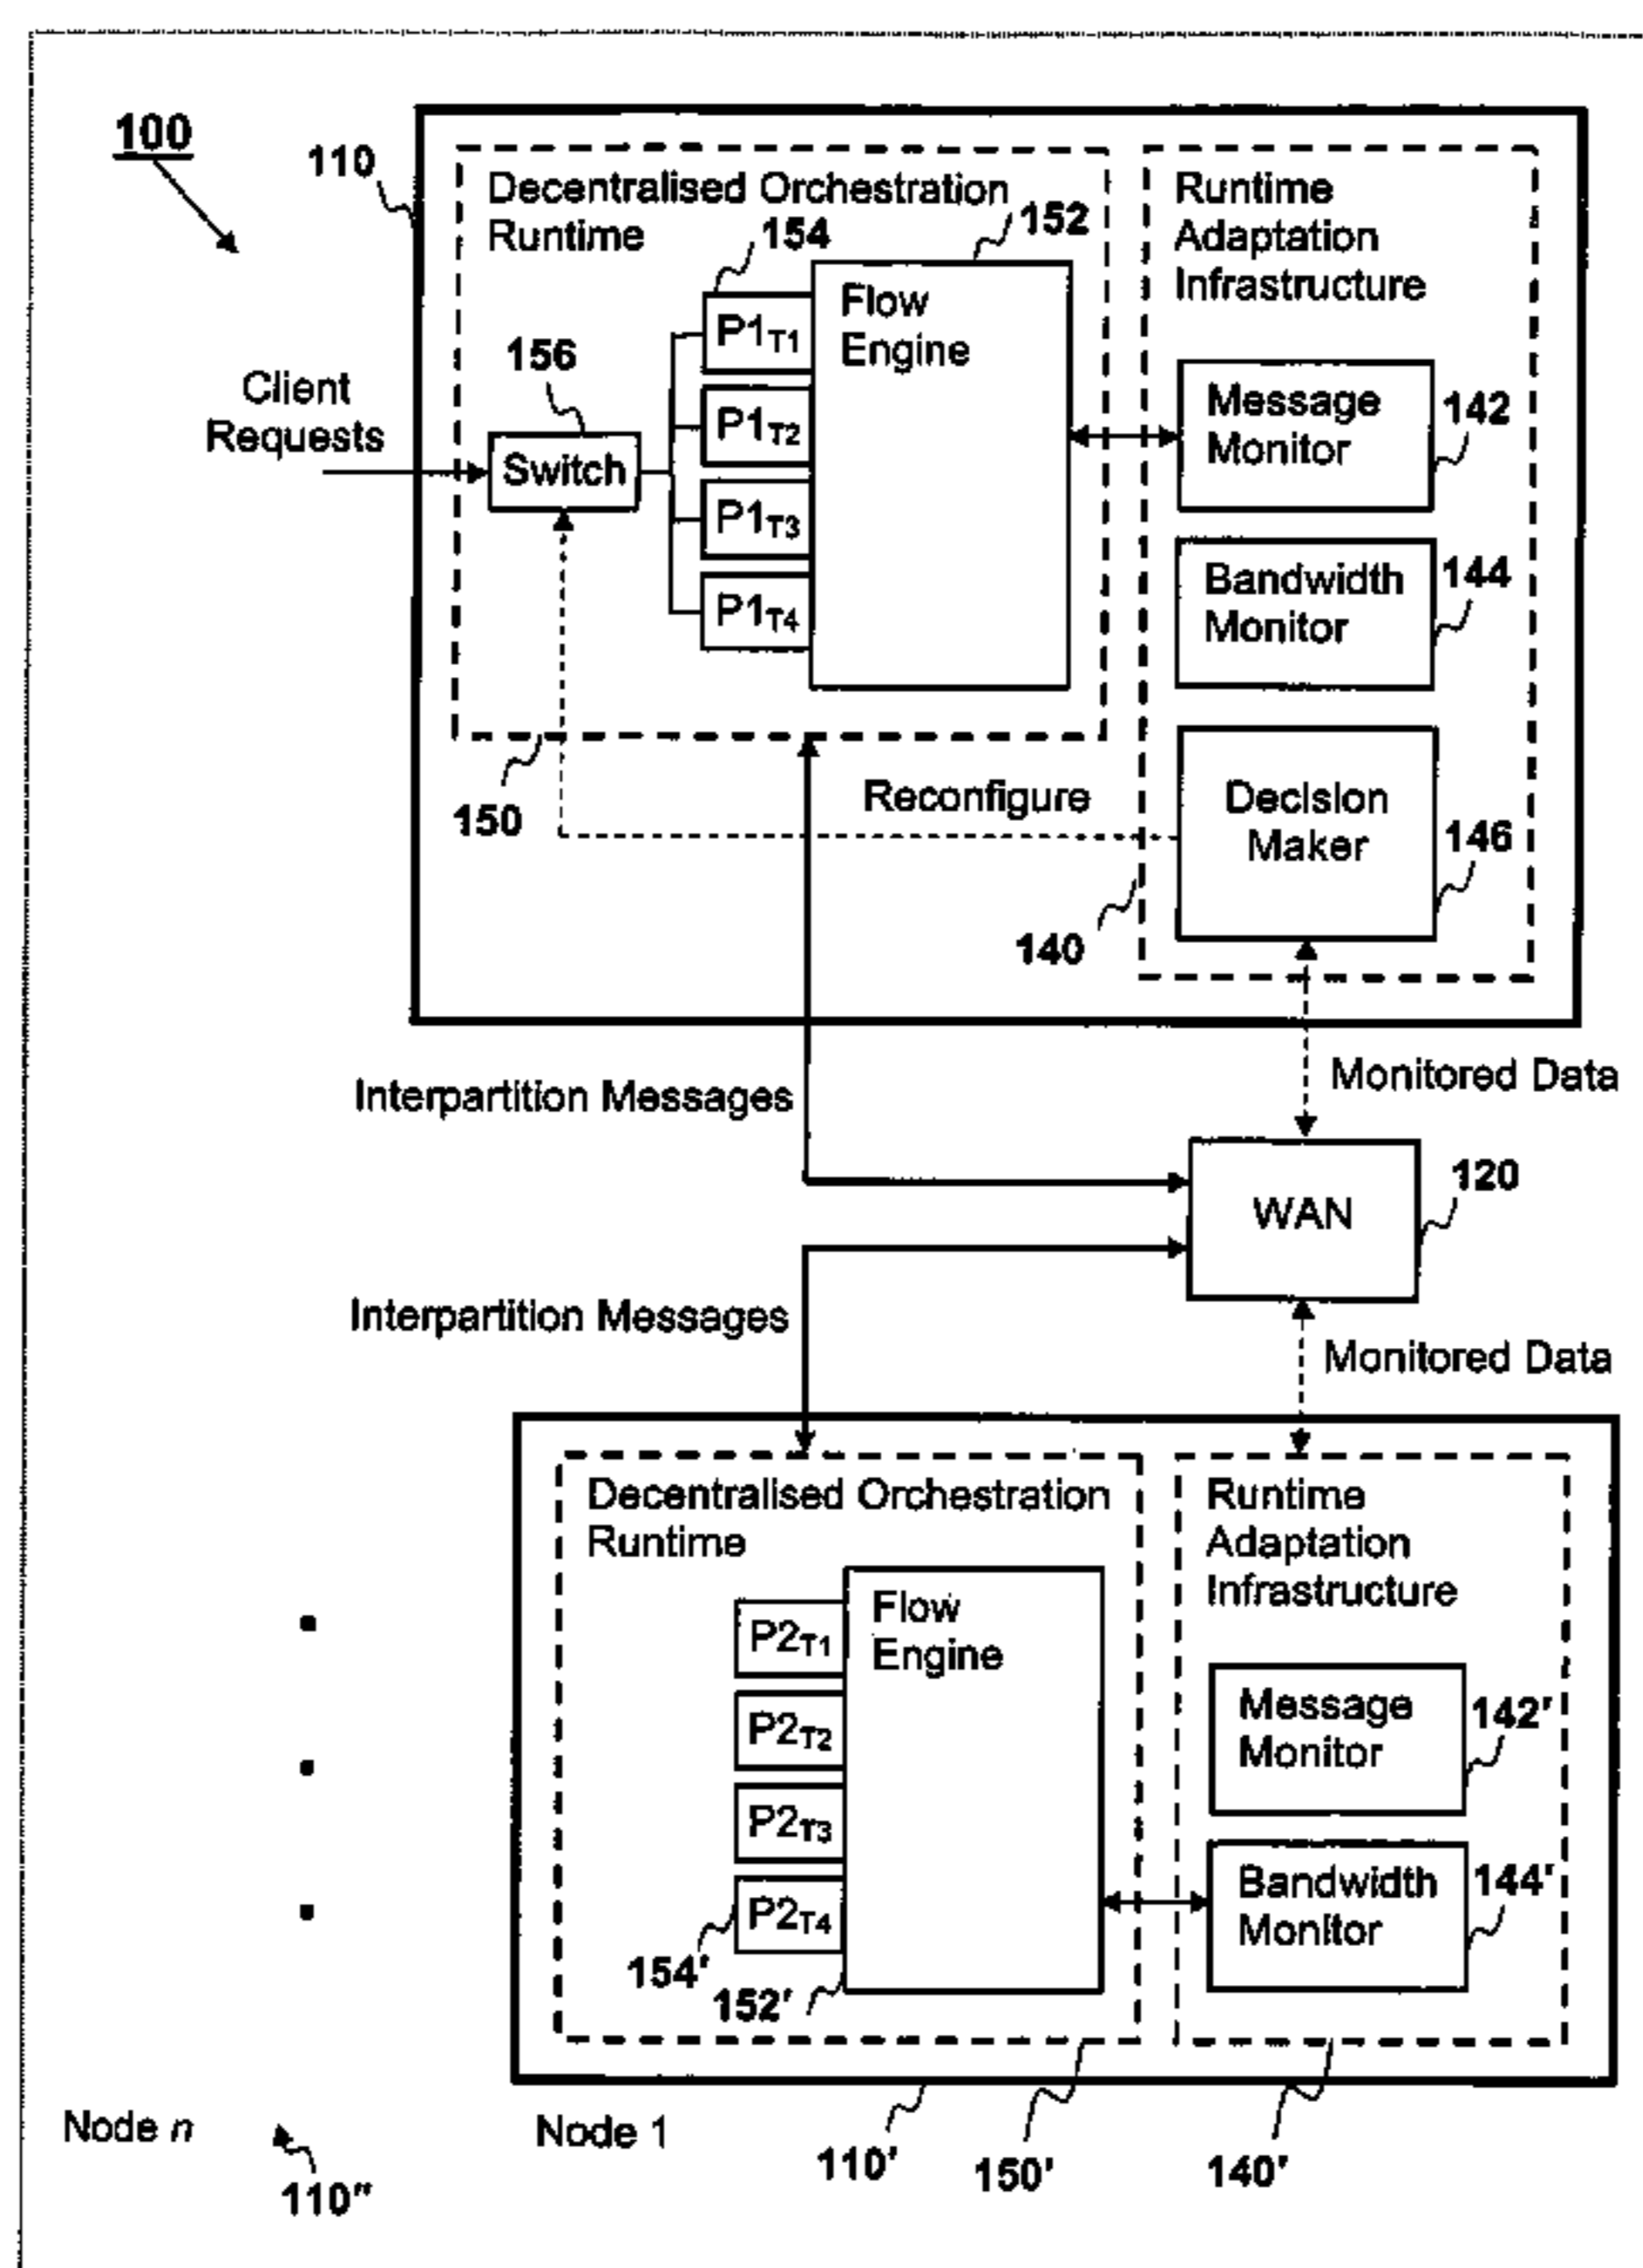 100
110
Decentralised Orchestration
Runtime
154
152
Runtime
Adaptation
Infrastructure
Flow
Engine
P1T1
P1T2
P1T3
P1T4
156
Switch
Client
Requests
Message
Monitor
142
Bandwidth
Monitor
144
150
Reconfigure
Decision
Maker
146
140
Interpartition Messages
Monitored Data
WAN
120
Interpartition Messages
Monitored Data
Decentralised Orchestration
Runtime
Runtime
Adaptation
Infrastructure
Flow
Engine
P2T1
P2T2
P2T3
P2T4
Message
Monitor
142'
Bandwidth
Monitor
144'
154'
152'
Node n
110"
Node 1
110'
150'
140'